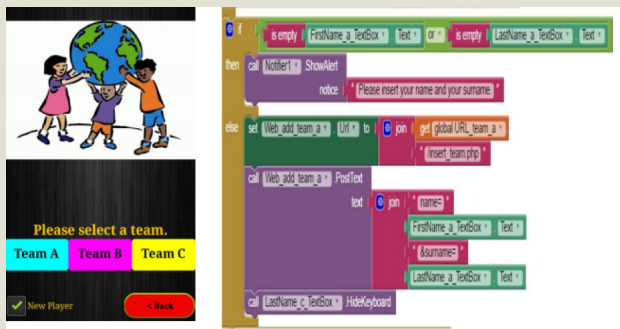 Please select a team.
Team A Team B Team C
New Player < Back
if is empty FirstName_a_TextBox . Text or is empty LastName_a_TextBox . Text
then call Notifier1 .ShowAlert
notice " Please insert your name and your surname. "
else set Web_add_team_a . Url to join get global URL_team_a
" /insert_team.php "
call Web_add_team_a .PostText
text join " name= "
FirstName_a_TextBox . Text
" &surname= "
LastName_a_TextBox . Text
call LastName_c_TextBox .HideKeyboard